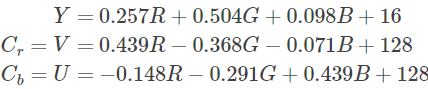 Y = 0.257R + 0.504G + 0.098B + 16
C_r = V = 0.439R − 0.368G − 0.071B + 128
C_b = U = −0.148R − 0.291G + 0.439B + 128